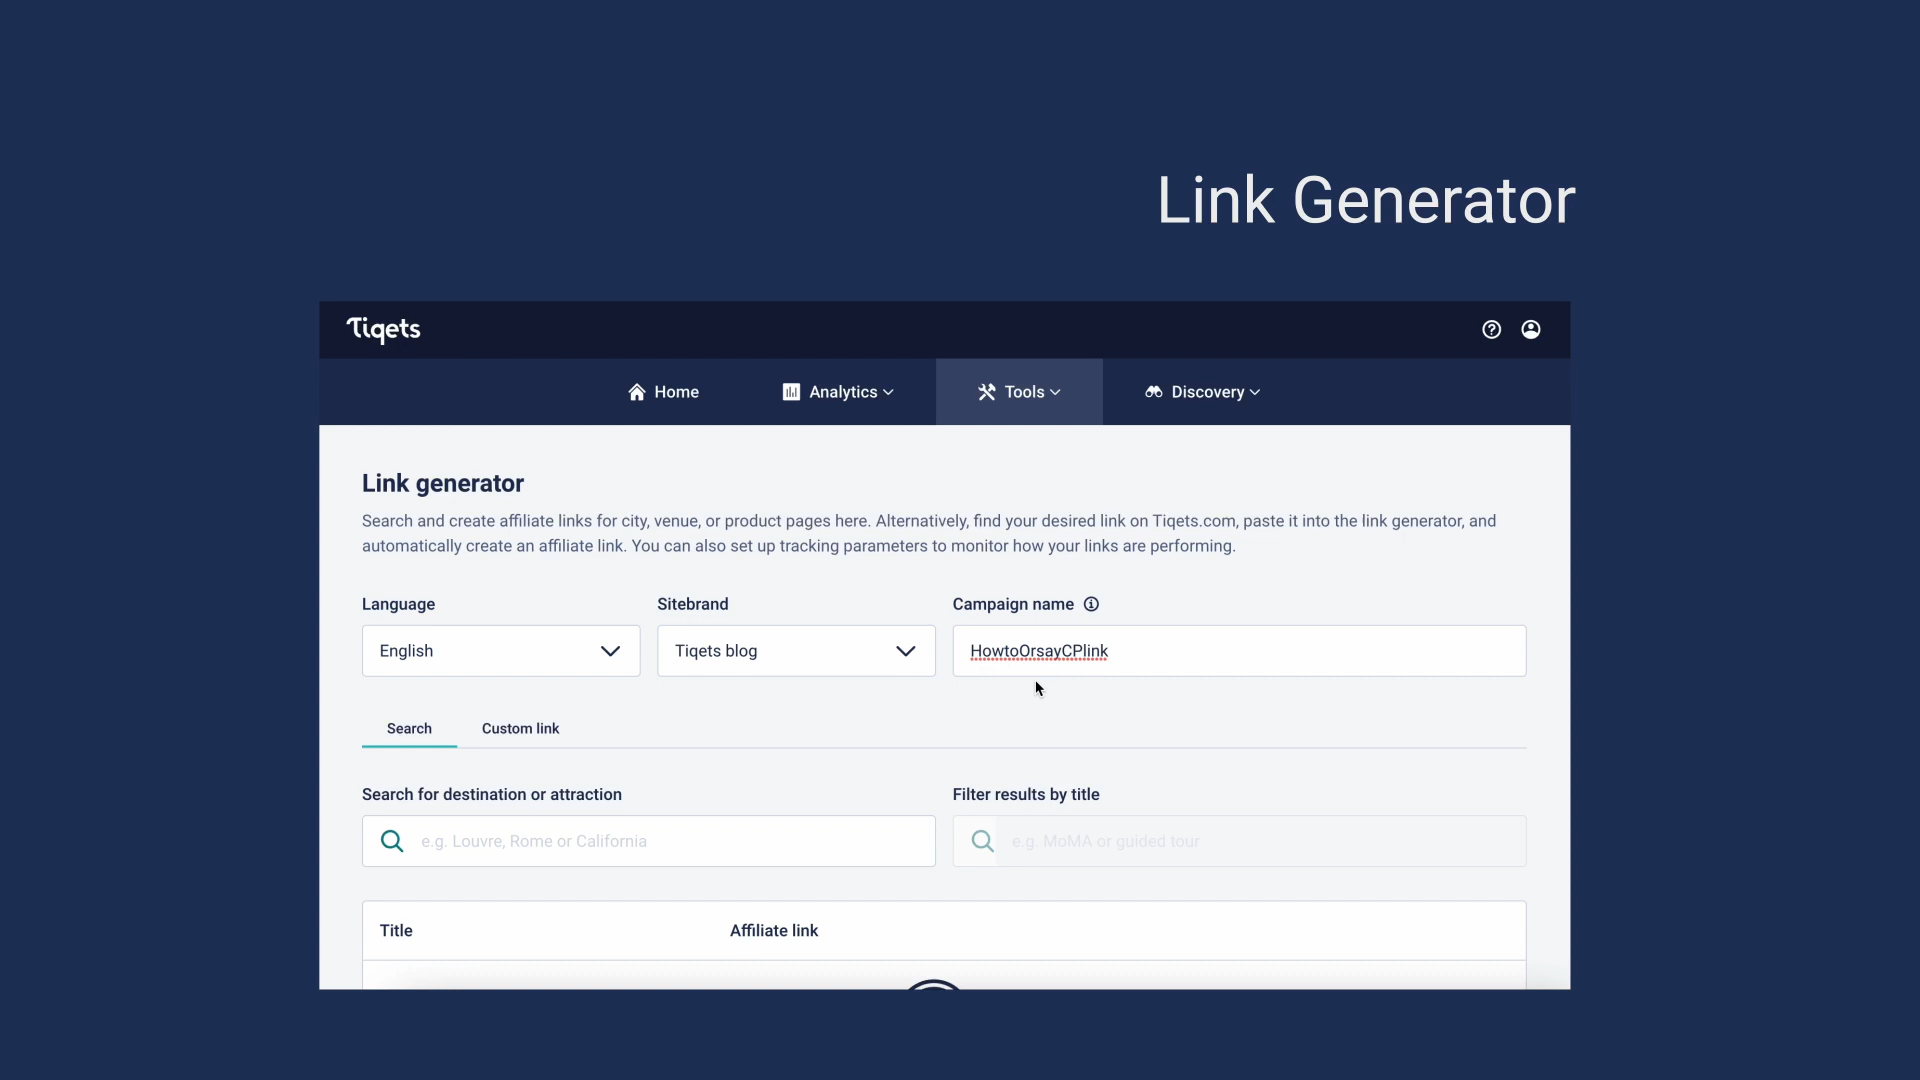 Link Generator
Tiqets
Home Analytics Tools Discovery
Link generator
Search and create affiliate links for city, venue, or product pages here. Alternatively, find your desired link on Tiqets.com, paste it into the link generator, and
automatically create an affiliate link. You can also set up tracking parameters to monitor how your links are performing.
Language Sitebrand Campaign name
English Tiqets blog HowtoOrsayCPlink
Search Custom link
Search for destination or attraction Filter results by title
e.g. Louvre, Rome or California e.g. MoMA or guided tour
Title Affiliate link